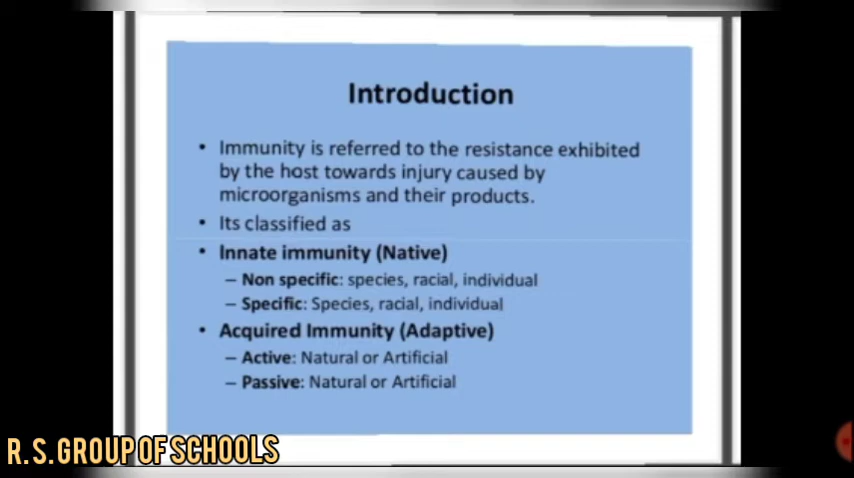 Introduction
• Immunity is referred to the resistance exhibited
by the host towards injury caused by
microorganisms and their products.
• Its classified as
• Innate immunity (Native)
– Non specific: species, racial, individual
– Specific: Species, racial, individual
• Acquired Immunity (Adaptive)
– Active: Natural or Artificial
– Passive: Natural or Artificial
R.S.GROUP OF SCHOOLS